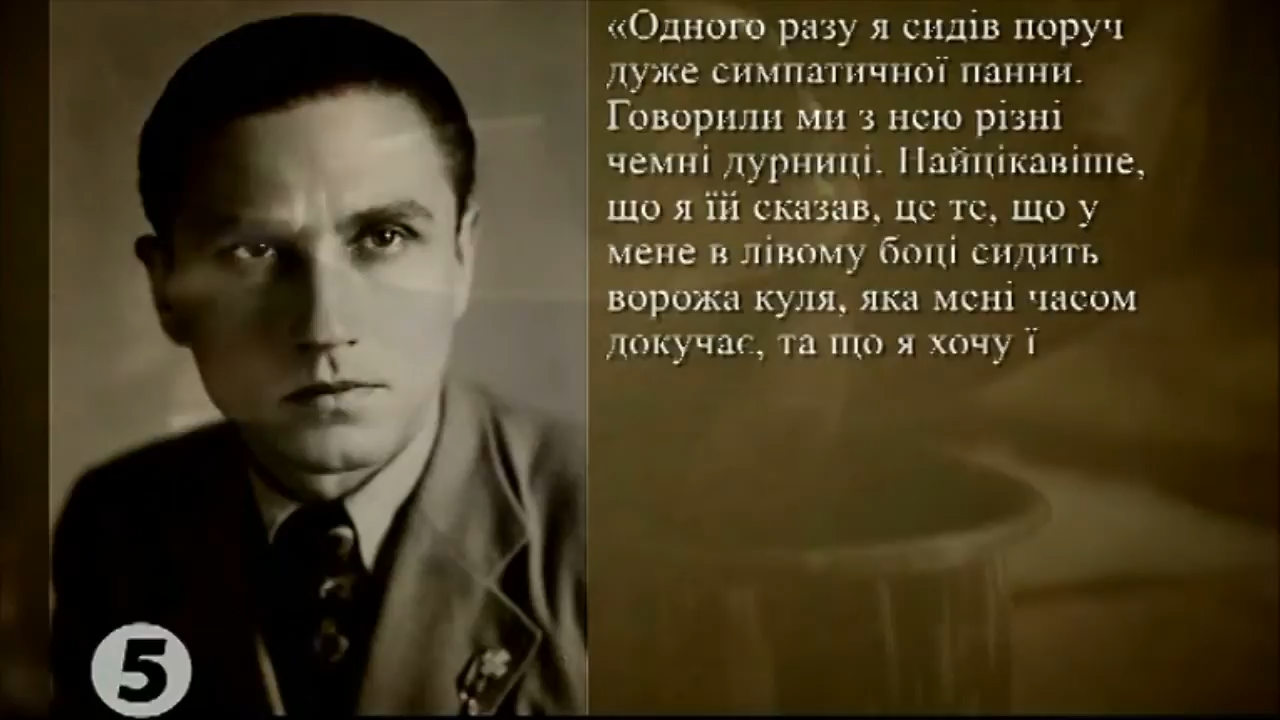 «Одного разу я сидів поруч
дуже симпатичної панни.
Говорили ми з нею різні
чемні дурниці. Найцікавіше,
що я їй сказав, це те, що у
мене в лівому боці сидить
ворожа куля, яка мені часом
докучає, та що я хочу ї
5